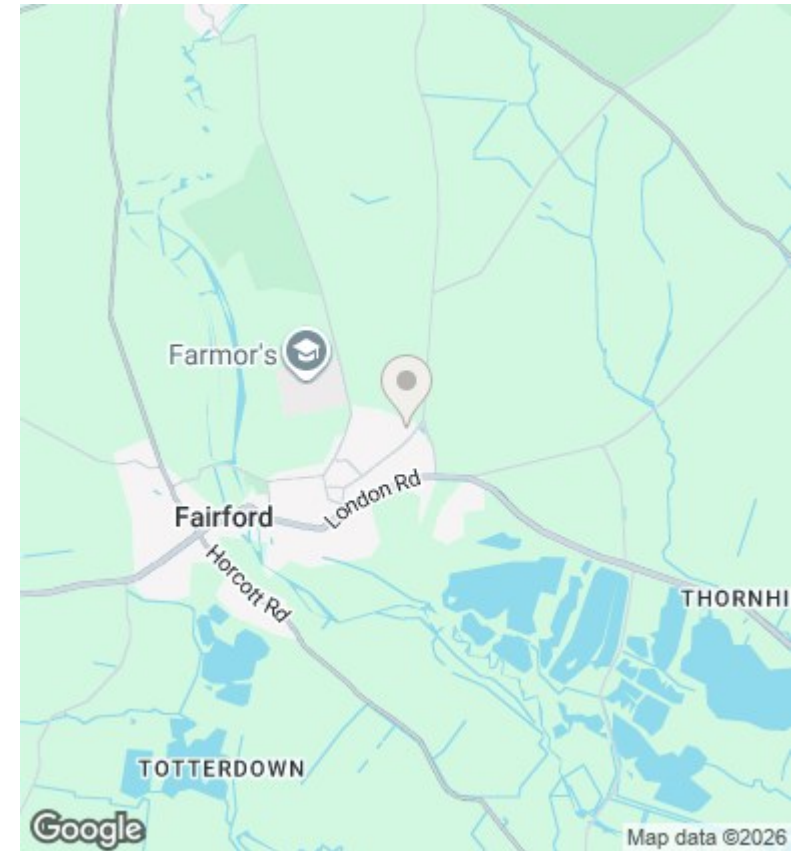 Farmor's
London Rd
Fairford
Horcott Rd
THORNHI
TOTTERDOWN
Google
Map data ©2026